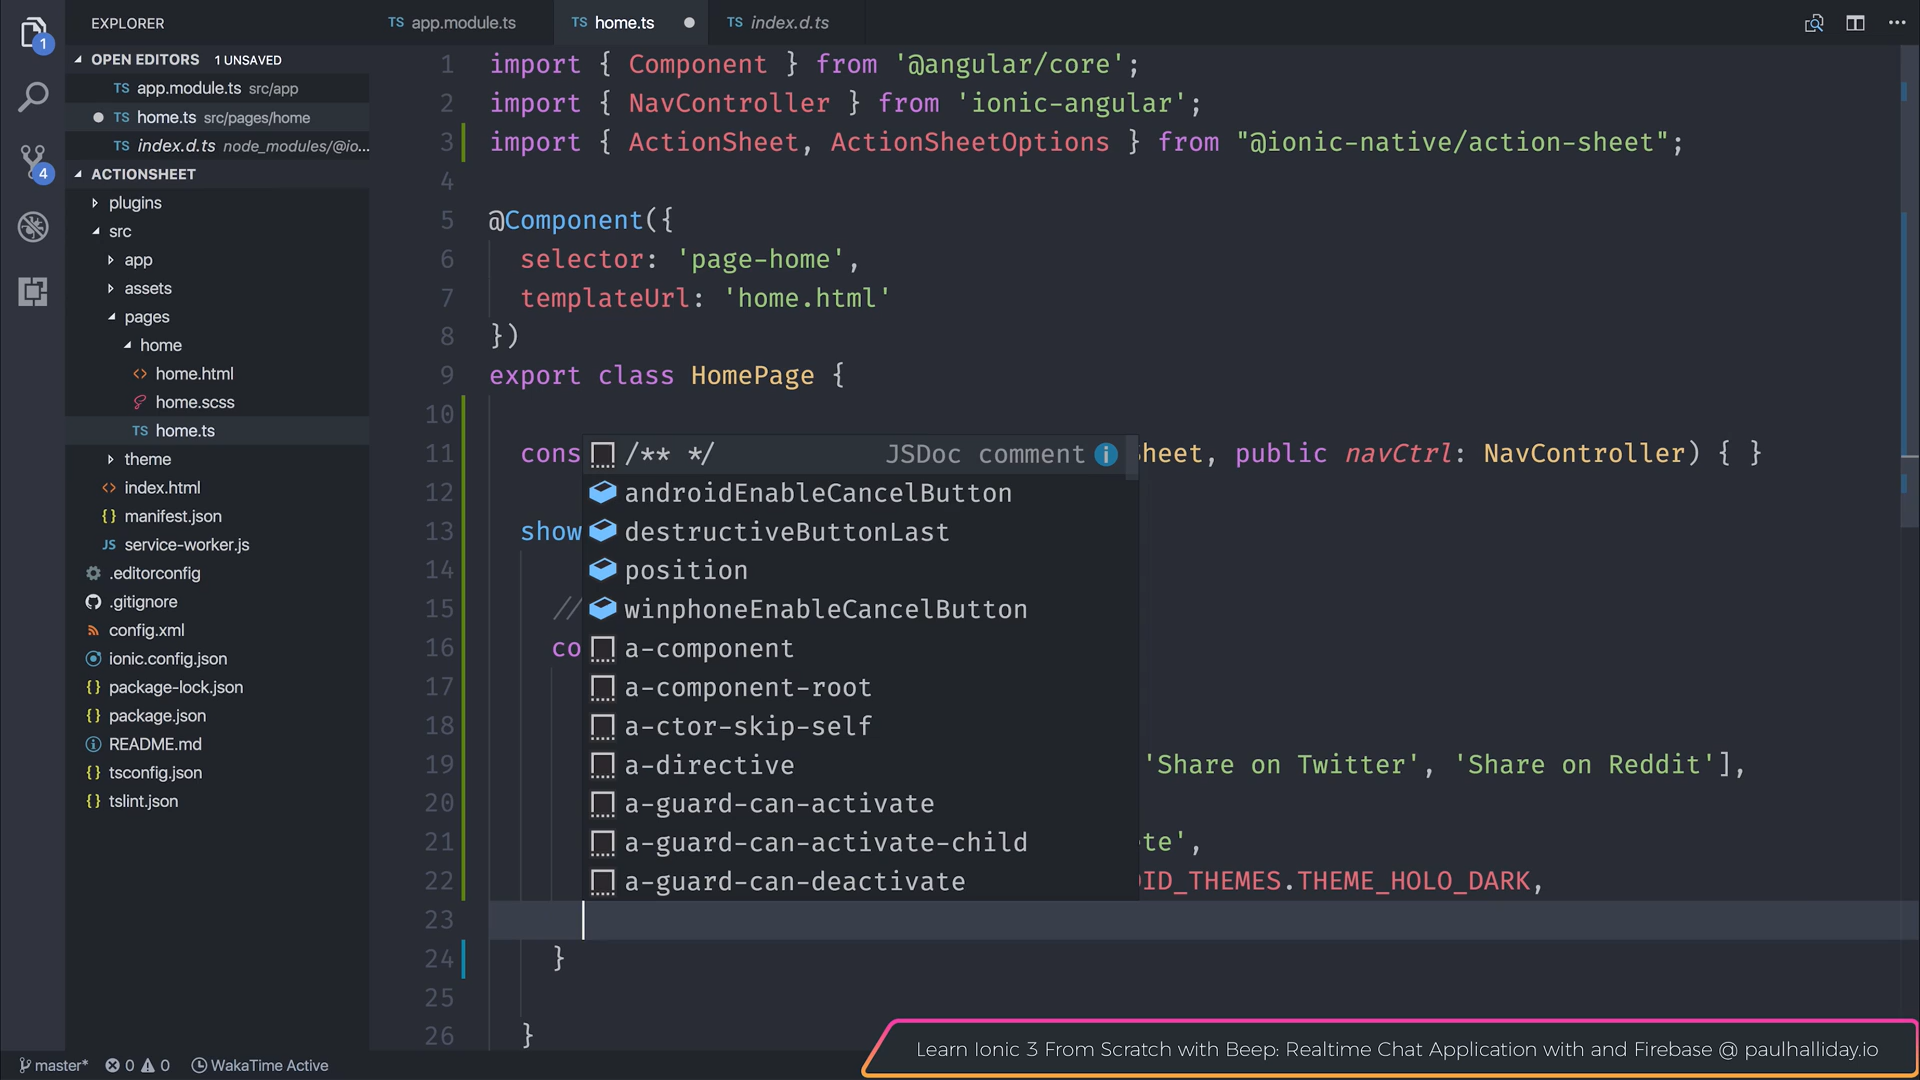 EXPLORER
OPEN EDITORS 1 UNSAVED
TS app.module.ts src/app
TS home.ts src/pages/home
TS index.d.ts node_modules/@io...
ACTIONSHEET
plugins
src
app
assets
pages
home
<> home.html
home.scss
TS home.ts
theme
<> index.html
{} manifest.json
JS service-worker.js
.editorconfig
.gitignore
config.xml
ionic.config.json
{} package-lock.json
{} package.json
README.md
{} tsconfig.json
{} tslint.json
1
4
TS app.module.ts
TS home.ts
TS index.d.ts
1 import { Component } from '@angular/core';
2 import { NavController } from 'ionic-angular';
3 import { ActionSheet, ActionSheetOptions } from "@ionic-native/action-sheet";
4
5 @Component({
6 selector: 'page-home',
7 templateUrl: 'home.html'
8 })
9 export class HomePage {
10
11 cons heet, public navCtrl: NavController) { }
12
13 show
14
15 //
16 co
17
18
19 'Share on Twitter', 'Share on Reddit'],
20
21 te',
22 ID_THEMES.THEME_HOLO_DARK,
23
24 }
25
26 }
/** */ JSDoc comment
androidEnableCancelButton
destructiveButtonLast
position
winphoneEnableCancelButton
a-component
a-component-root
a-ctor-skip-self
a-directive
a-guard-can-activate
a-guard-can-activate-child
a-guard-can-deactivate
Learn Ionic 3 From Scratch with Beep: Realtime Chat Application with and Firebase @ paulhalliday.io
master* 0 0 WakaTime Active